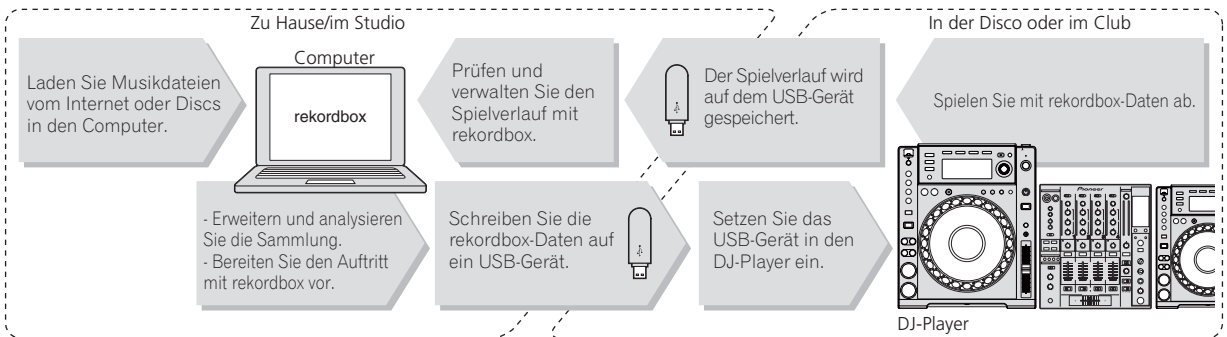 Zu Hause/im Studio
In der Disco oder im Club
Laden Sie Musikdateien
vom Internet oder Discs
in den Computer.
Computer
rekordbox
Prüfen und
verwalten Sie den
Spielverlauf mit
rekordbox.
Der Spielverlauf wird
auf dem USB-Gerät
gespeichert.
Spielen Sie mit rekordbox-Daten ab.
- Erweitern und analysieren
Sie die Sammlung.
- Bereiten Sie den Auftritt
mit rekordbox vor.
Schreiben Sie die
rekordbox-Daten auf
ein USB-Gerät.
Setzen Sie das
USB-Gerät in den
DJ-Player ein.
Pioneer
DJ-Player